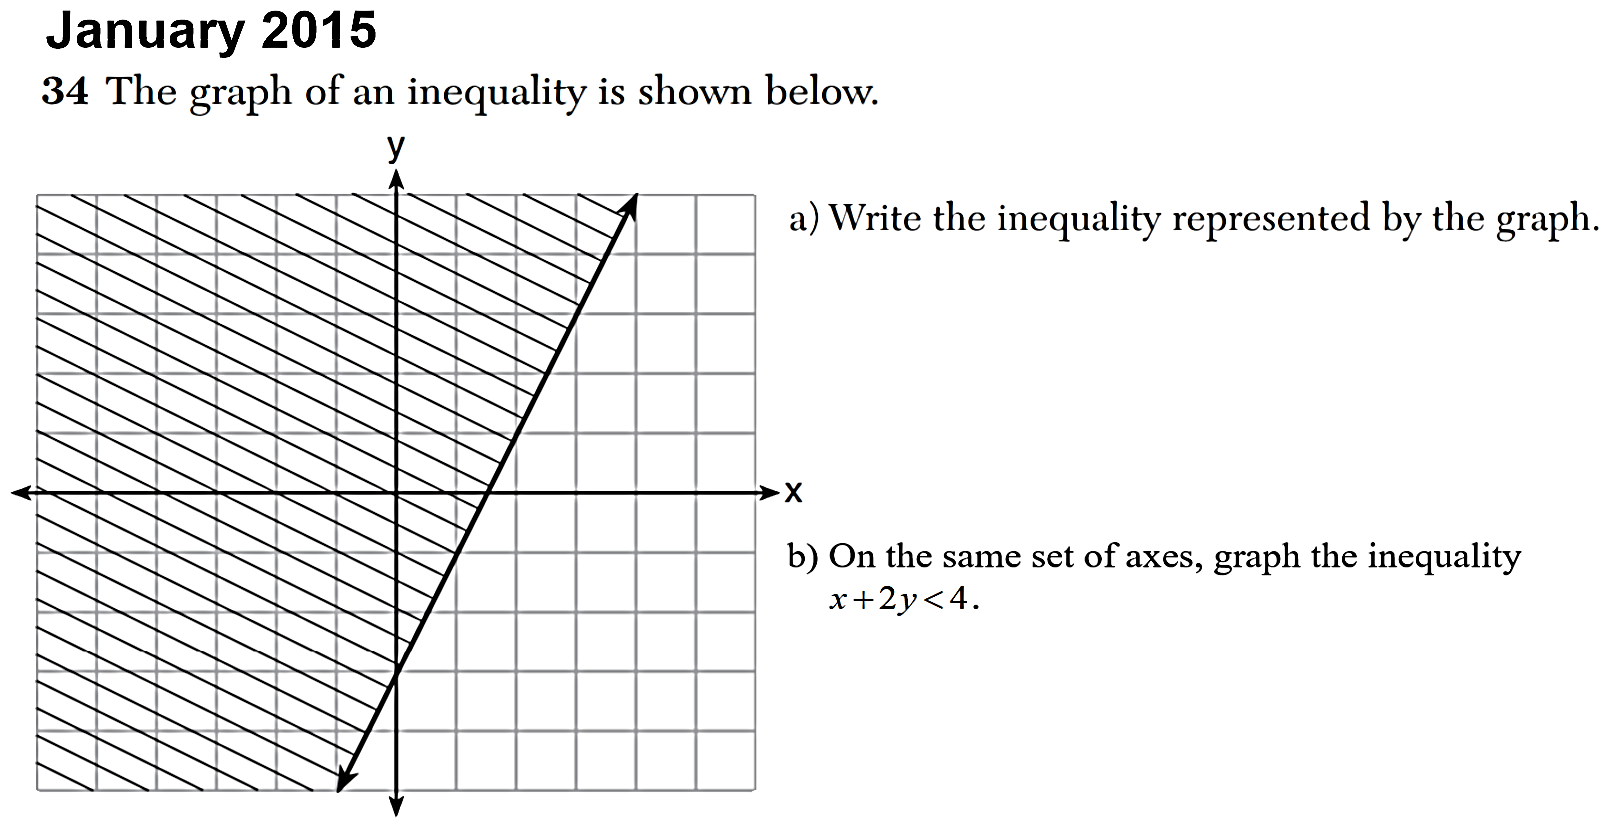 January 2015
34 The graph of an inequality is shown below.
y
a) Write the inequality represented by the graph.
x
b) On the same set of axes, graph the inequality
x+2y<4.